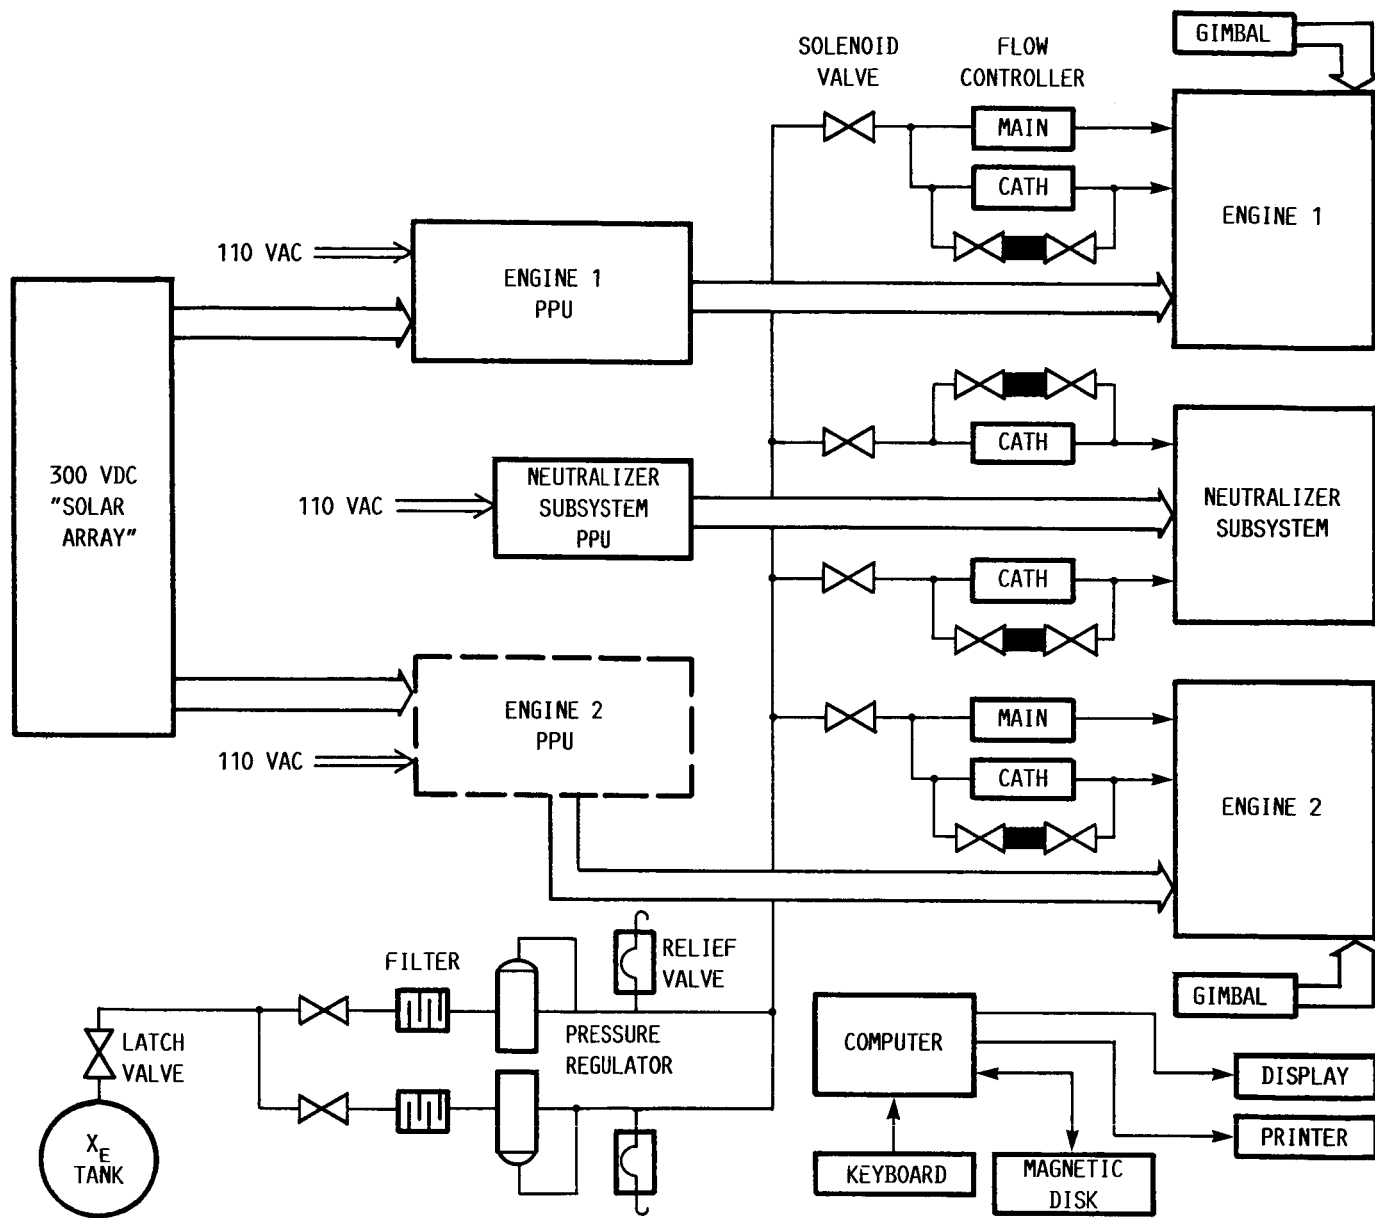 SOLENOID
VALVE
FLOW
CONTROLLER
GIMBAL
MAIN
CATH
ENGINE 1
110 VAC
ENGINE 1
PPU
300 VDC
"SOLAR
ARRAY"
CATH
NEUTRALIZER
SUBSYSTEM
PPU
110 VAC
NEUTRALIZER
SUBSYSTEM
CATH
ENGINE 2
PPU
110 VAC
MAIN
CATH
ENGINE 2
FILTER
RELIEF
VALVE
GIMBAL
LATCH
VALVE
PRESSURE
REGULATOR
COMPUTER
DISPLAY
PRINTER
XE
TANK
KEYBOARD
MAGNETIC
DISK